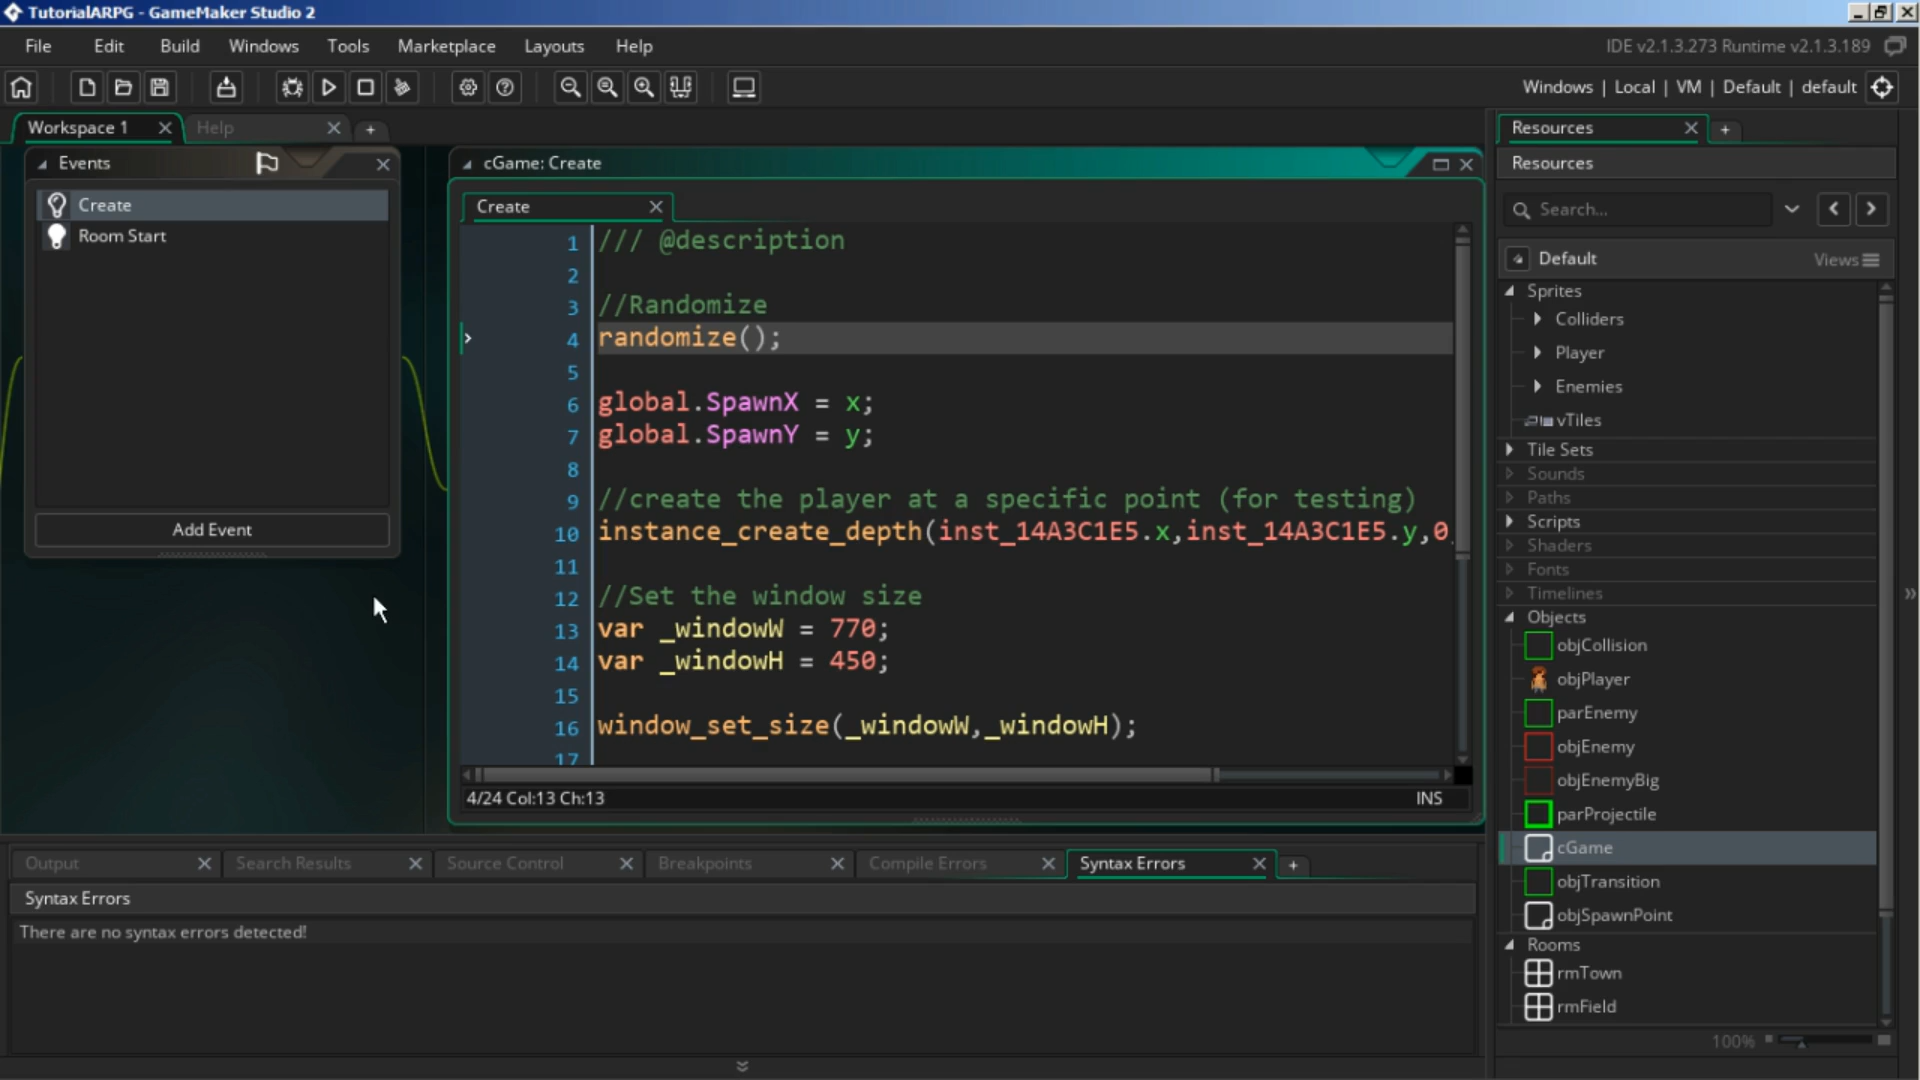 TutorialARPG - GameMaker Studio 2
File Edit Build Windows Tools Marketplace Layouts Help
IDE v2.1.3.273 Runtime v2.1.3.189
Windows | Local | VM | Default | default
Workspace 1
Help
Events
Create
Room Start
Add Event
cGame: Create
Create
1 /// @description
2
3 //Randomize
4 randomize();
5
6 global.SpawnX = x;
7 global.SpawnY = y;
8
9 //create the player at a specific point (for testing)
10 instance_create_depth(inst_14A3C1E5.x,inst_14A3C1E5.y,0
11
12 //Set the window size
13 var _windowW = 770;
14 var _windowH = 450;
15
16 window_set_size(_windowW,_windowH);
17
4/24 Col:13 Ch:13
INS
Output
Search Results
Source Control
Breakpoints
Compile Errors
Syntax Errors
Syntax Errors
There are no syntax errors detected!
Resources
Resources
Search...
Default
Views
Sprites
Colliders
Player
Enemies
vTiles
Tile Sets
Sounds
Paths
Scripts
Shaders
Fonts
Timelines
Objects
objCollision
objPlayer
parEnemy
objEnemy
objEnemyBig
parProjectile
cGame
objTransition
objSpawnPoint
Rooms
rmTown
rmField
100%